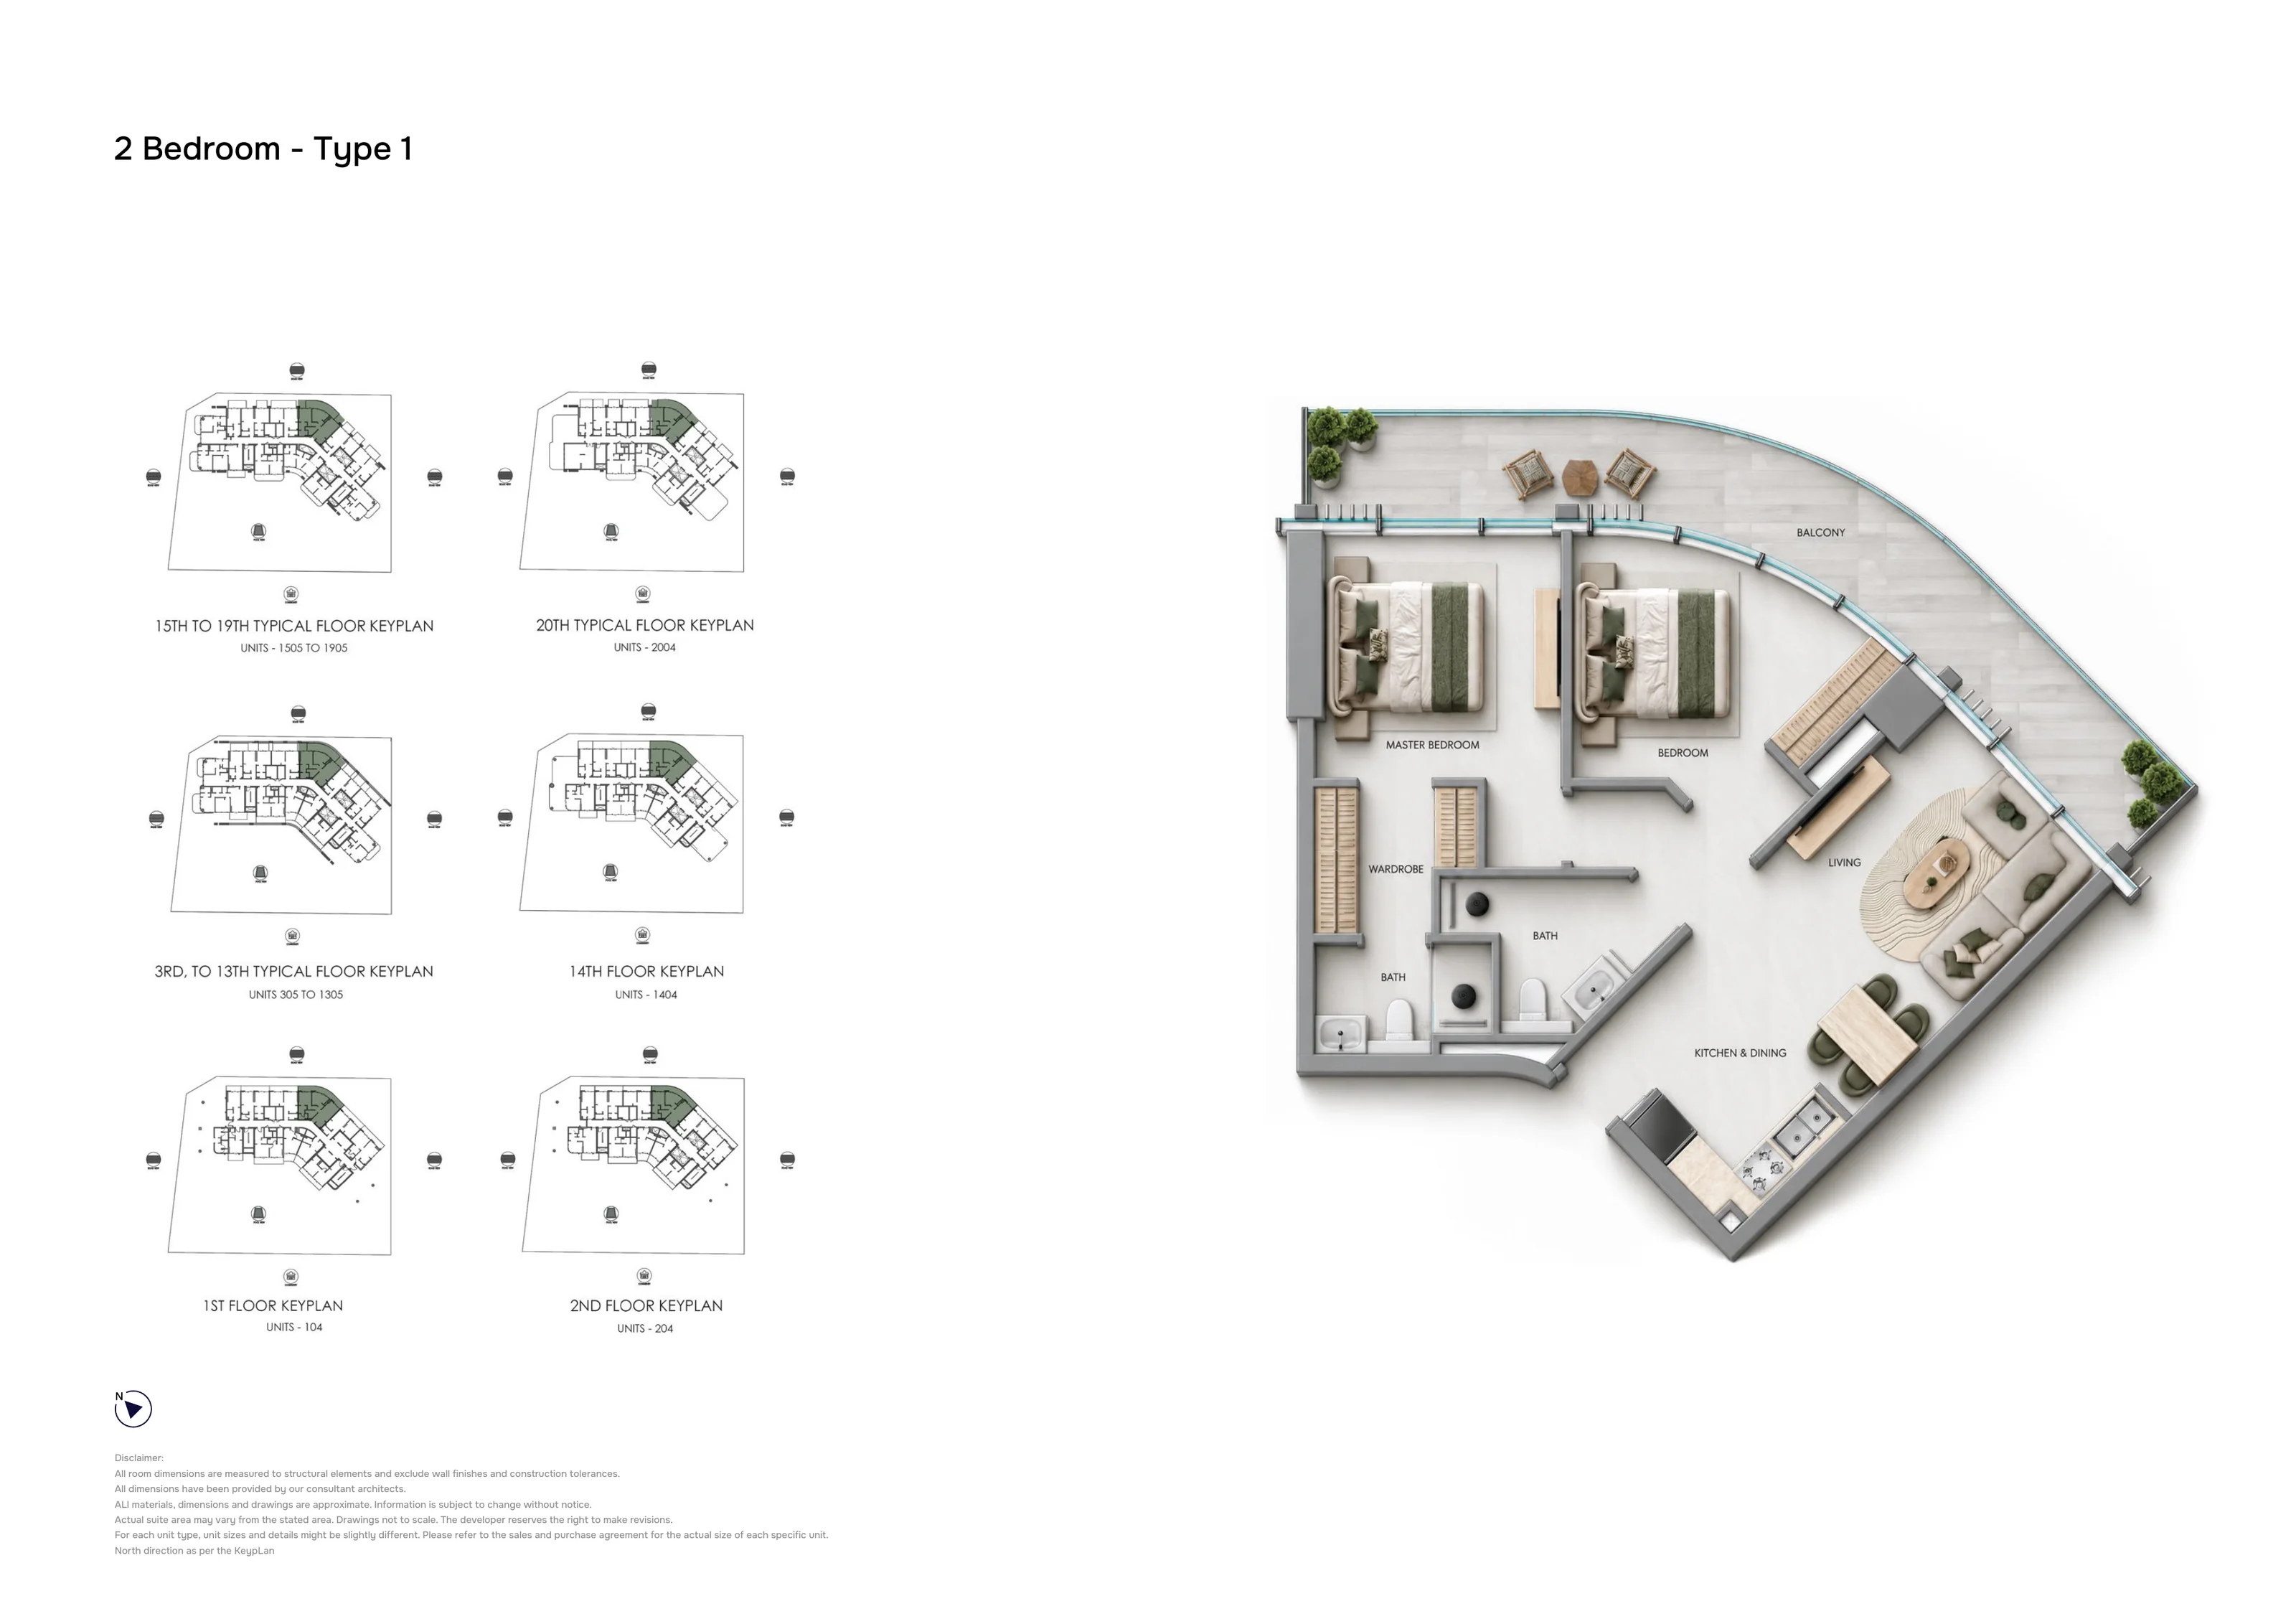 2 Bedroom - Type 1
15TH TO 19TH TYPICAL FLOOR KEYPLAN
UNITS - 1505 TO 1905
20TH TYPICAL FLOOR KEYPLAN
UNITS - 2004
3RD, TO 13TH TYPICAL FLOOR KEYPLAN
UNITS 305 TO 1305
14TH FLOOR KEYPLAN
UNITS - 1404
1ST FLOOR KEYPLAN
UNITS - 104
2ND FLOOR KEYPLAN
UNITS - 204
BALCONY
MASTER BEDROOM
BEDROOM
LIVING
WARDROBE
BATH
BATH
KITCHEN & DINING
N
Disclaimer:
All room dimensions are measured to structural elements and exclude wall finishes and construction tolerances.
All dimensions have been provided by our consultant architects.
ALl materials, dimensions and drawings are approximate. Information is subject to change without notice.
Actual suite area may vary from the stated area. Drawings not to scale. The developer reserves the right to make revisions.
For each unit type, unit sizes and details might be slightly different. Please refer to the sales and purchase agreement for the actual size of each specific unit.
North direction as per the KeypLan